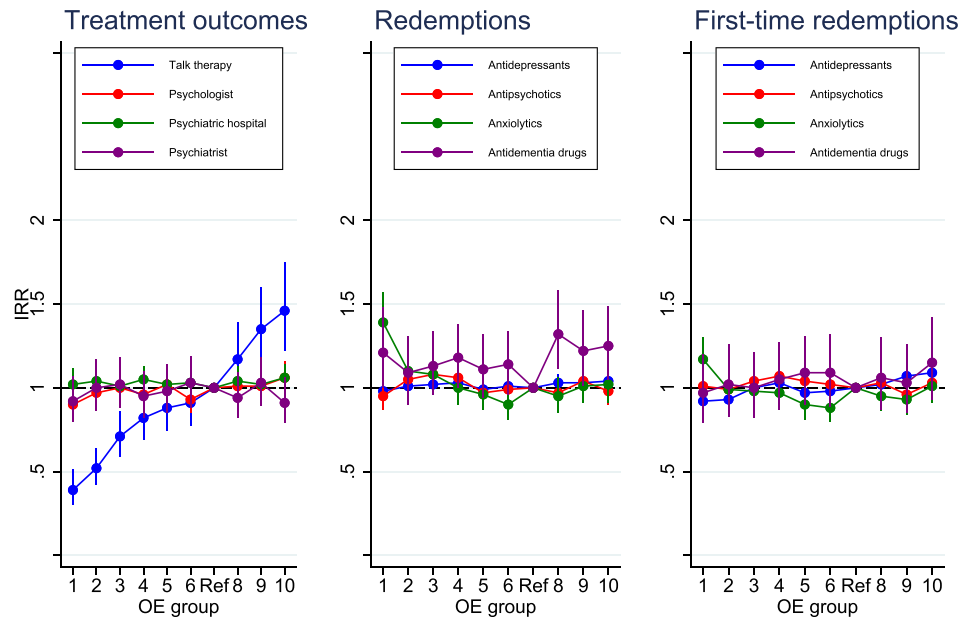 Treatment outcomes
Talk therapy
Psychologist
Psychiatric hospital
Psychiatrist
IRR
2
1.5
1
.5
1 2 3 4 5 6 Ref 8 9 10
OE group
Redemptions
Antidepressants
Antipsychotics
Anxiolytics
Antidementia drugs
2
1.5
1
.5
1 2 3 4 5 6 Ref 8 9 10
OE group
First-time redemptions
Antidepressants
Antipsychotics
Anxiolytics
Antidementia drugs
2
1.5
1
.5
1 2 3 4 5 6 Ref 8 9 10
OE group